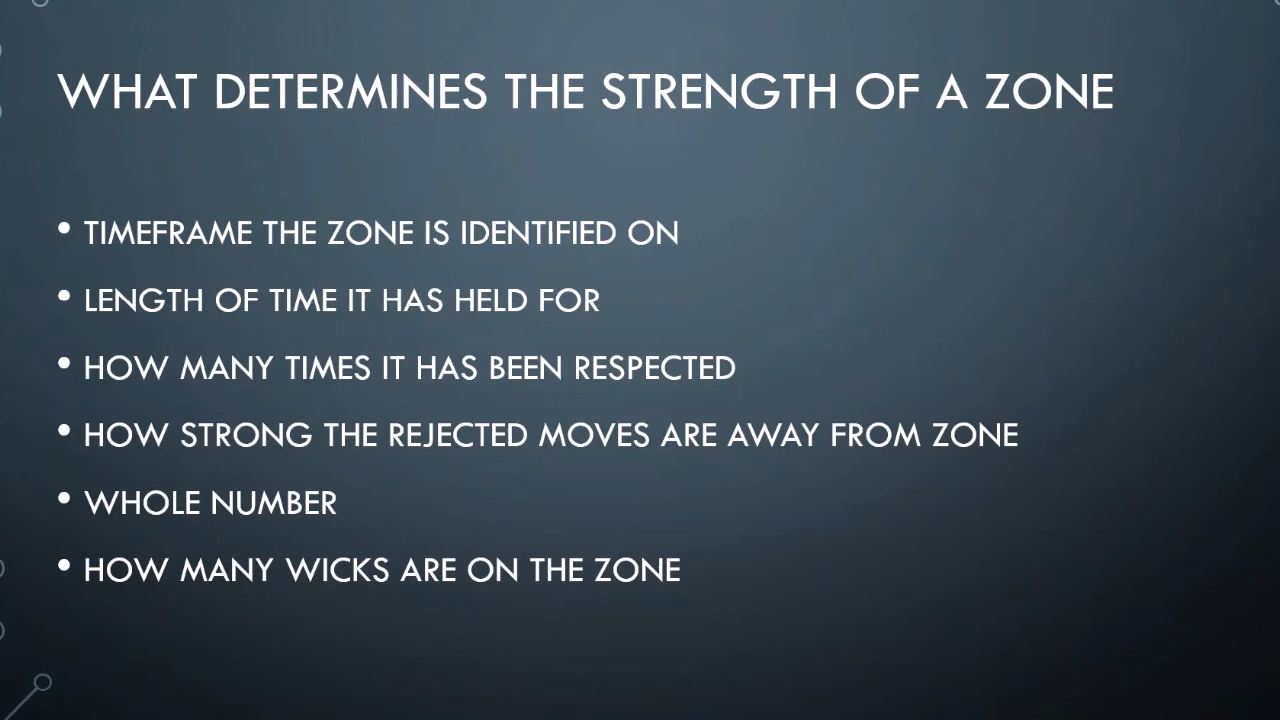 WHAT DETERMINES THE STRENGTH OF A ZONE
• TIMEFRAME THE ZONE IS IDENTIFIED ON
• LENGTH OF TIME IT HAS HELD FOR
• HOW MANY TIMES IT HAS BEEN RESPECTED
• HOW STRONG THE REJECTED MOVES ARE AWAY FROM ZONE
• WHOLE NUMBER
• HOW MANY WICKS ARE ON THE ZONE